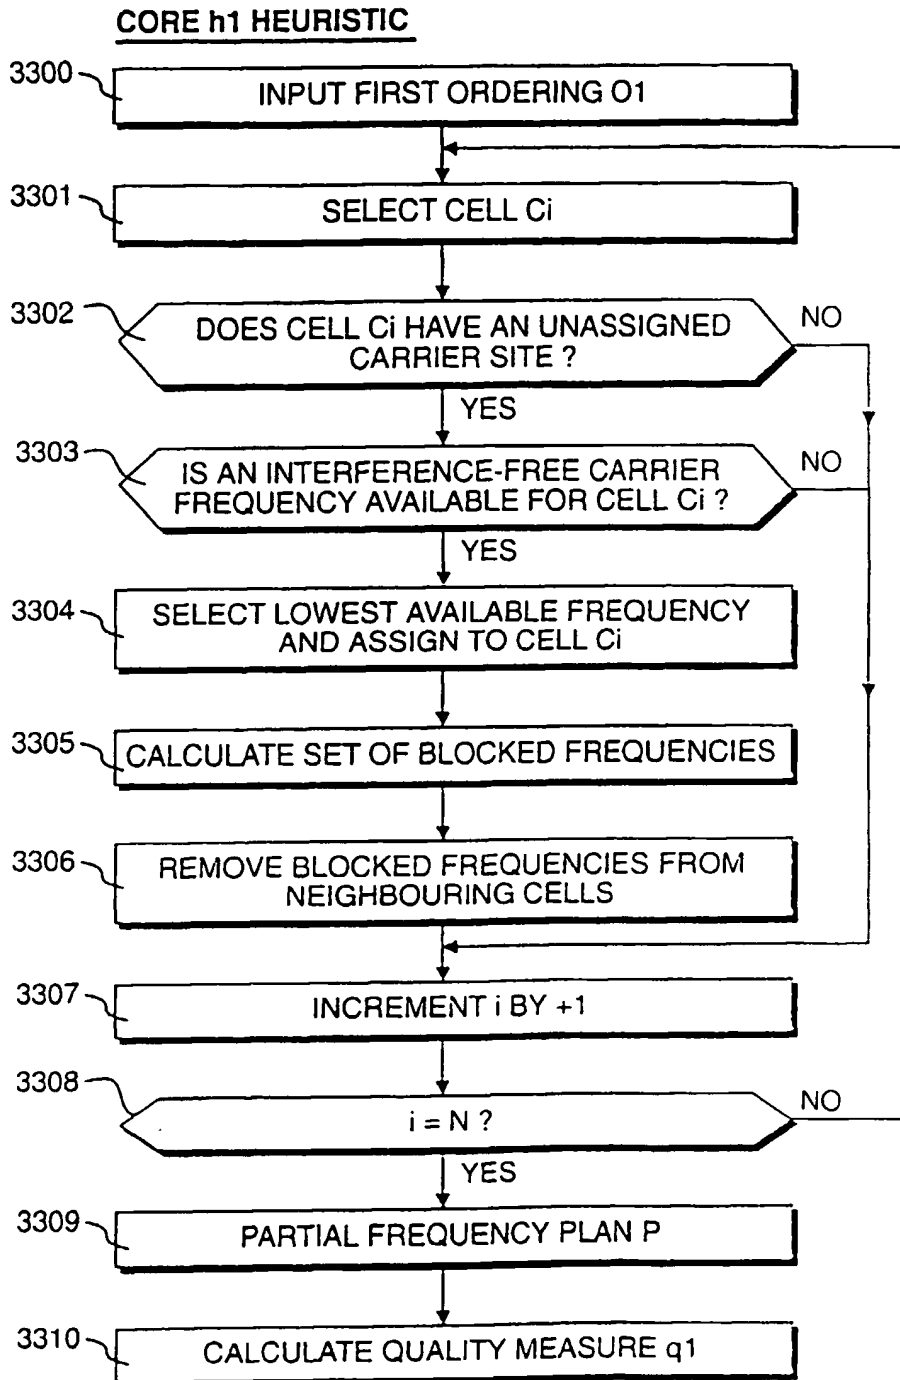 CORE h1 HEURISTIC
3300
INPUT FIRST ORDERING O1
3301
SELECT CELL Ci
3302
DOES CELL Ci HAVE AN UNASSIGNED
CARRIER SITE ?
NO
YES
3303
IS AN INTERFERENCE-FREE CARRIER
FREQUENCY AVAILABLE FOR CELL Ci ?
NO
YES
3304
SELECT LOWEST AVAILABLE FREQUENCY
AND ASSIGN TO CELL Ci
3305
CALCULATE SET OF BLOCKED FREQUENCIES
3306
REMOVE BLOCKED FREQUENCIES FROM
NEIGHBOURING CELLS
3307
INCREMENT i BY +1
3308
i = N ?
NO
YES
3309
PARTIAL FREQUENCY PLAN P
3310
CALCULATE QUALITY MEASURE q1